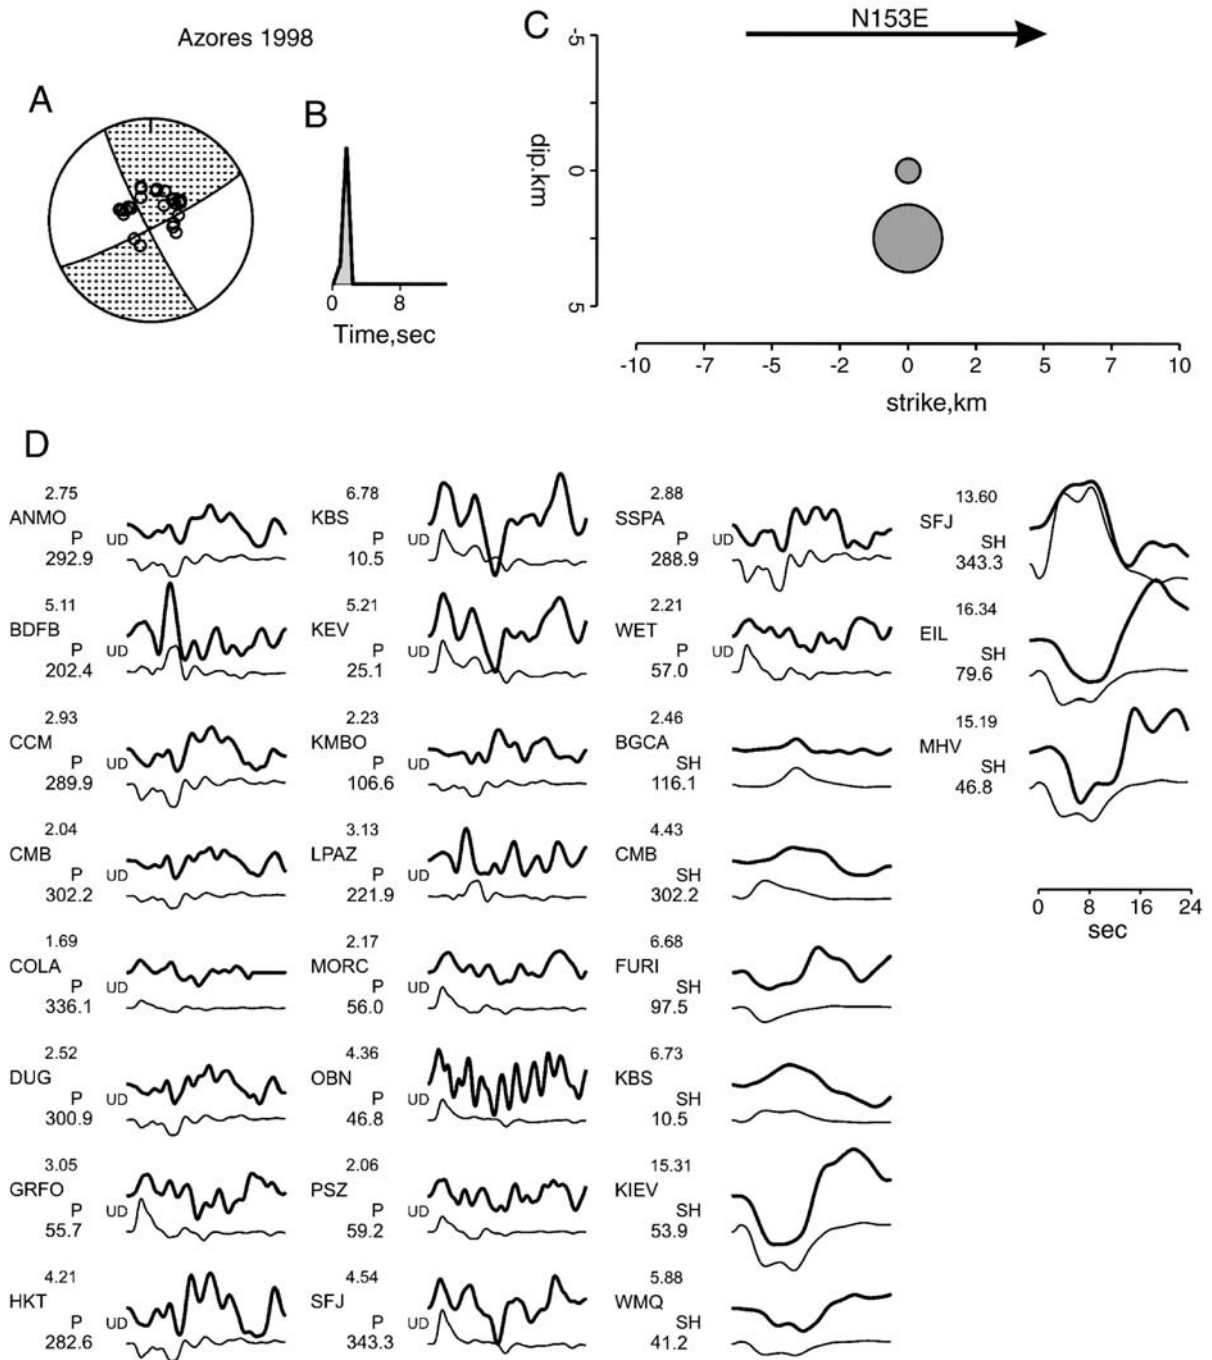 Azores 1998
A
B
0 8
Time,sec
C
N153E
-5
0
5
dip.km
-10 -7 -5 -2 0 2 5 7 10
strike,km
D
2.75
ANMO
P
292.9
UD
5.11
BDFB
P
202.4
UD
2.93
CCM
P
289.9
UD
2.04
CMB
P
302.2
UD
1.69
COLA
P
336.1
UD
2.52
DUG
P
300.9
UD
3.05
GRFO
P
55.7
UD
4.21
HKT
P
282.6
UD
6.78
KBS
P
10.5
UD
5.21
KEV
P
25.1
UD
2.23
KMBO
P
106.6
UD
3.13
LPAZ
P
221.9
UD
2.17
MORC
P
56.0
UD
4.36
OBN
P
46.8
UD
2.06
PSZ
P
59.2
UD
4.54
SFJ
P
343.3
UD
2.88
SSPA
P
288.9
UD
2.21
WET
P
57.0
UD
2.46
BGCA
SH
116.1
4.43
CMB
SH
302.2
6.68
FURI
SH
97.5
6.73
KBS
SH
10.5
15.31
KIEV
SH
53.9
5.88
WMQ
SH
41.2
13.60
SFJ
SH
343.3
16.34
EIL
SH
79.6
15.19
MHV
SH
46.8
0 8 16 24
sec